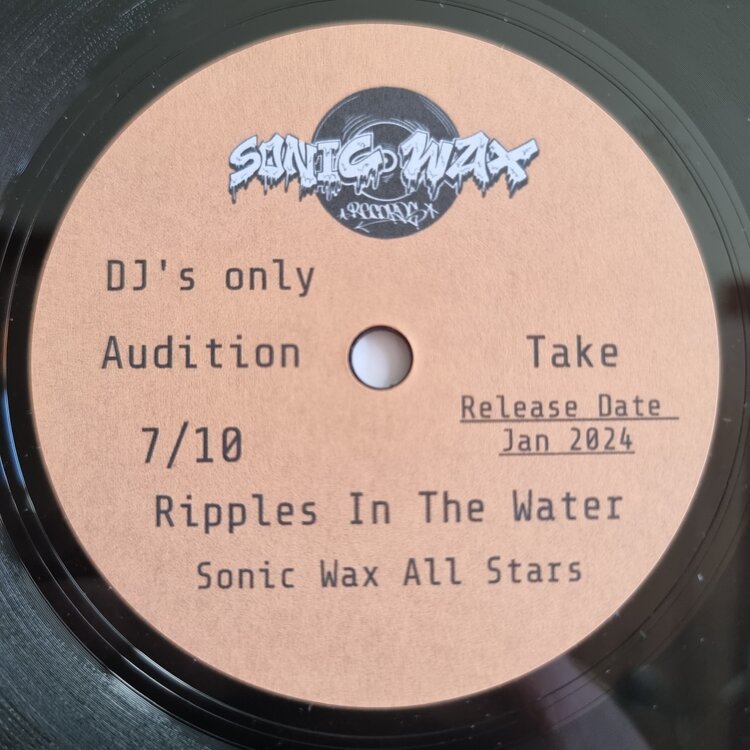 SONIC WAX
RECORDS
DJ's only
Audition Take
Release Date
Jan 2024
7/10
Ripples In The Water
Sonic Wax All Stars